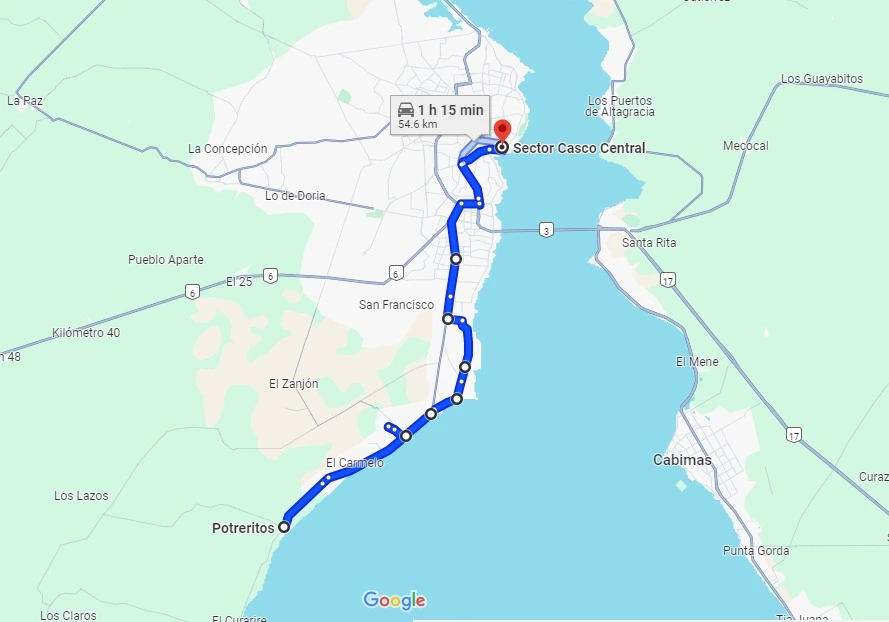 Los Guayabitos
La Paz
1 h 15 min
54.6 km
Los Puertos
de Altagracia
La Concepción
Sector Casco Central
Mecocal
Lo de Doria
3
Santa Rita
Pueblo Aparte
El 25
6
6
6
17
San Francisco
Kilómetro 40
48
El Mene
El Zanjón
17
El Carmelo
Cabimas
Los Lazos
Potreritos
Punta Gorda
Google
Los Claros
El Curarire